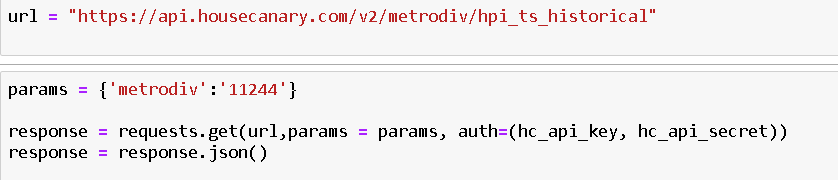 url = "https://api.housecanary.com/v2/metrodiv/hpi_ts_historical"
params = {'metrodiv':'11244'}
response = requests.get(url,params = params, auth=(hc_api_key, hc_api_secret))
response = response.json()